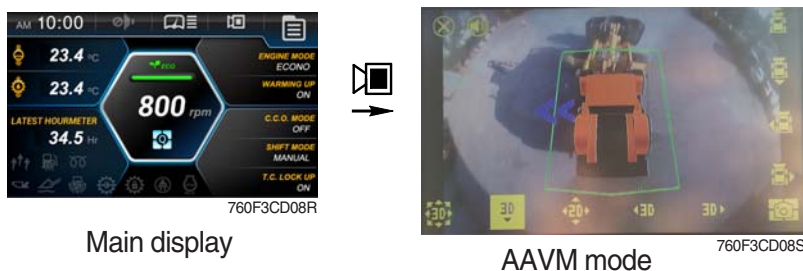 AM 10:00
eco
23.4 °C
23.4 °C
LATEST HOURMETER
34.5 Hr
800 rpm
ENGINE MODE
ECONO
WARMING UP
ON
C.C.O. MODE
OFF
SHIFT MODE
MANUAL
T.C. LOCK UP
ON
760F3CD08R
Main display
3D
3D
2D
3D
3D
760F3CD08S
AAVM mode